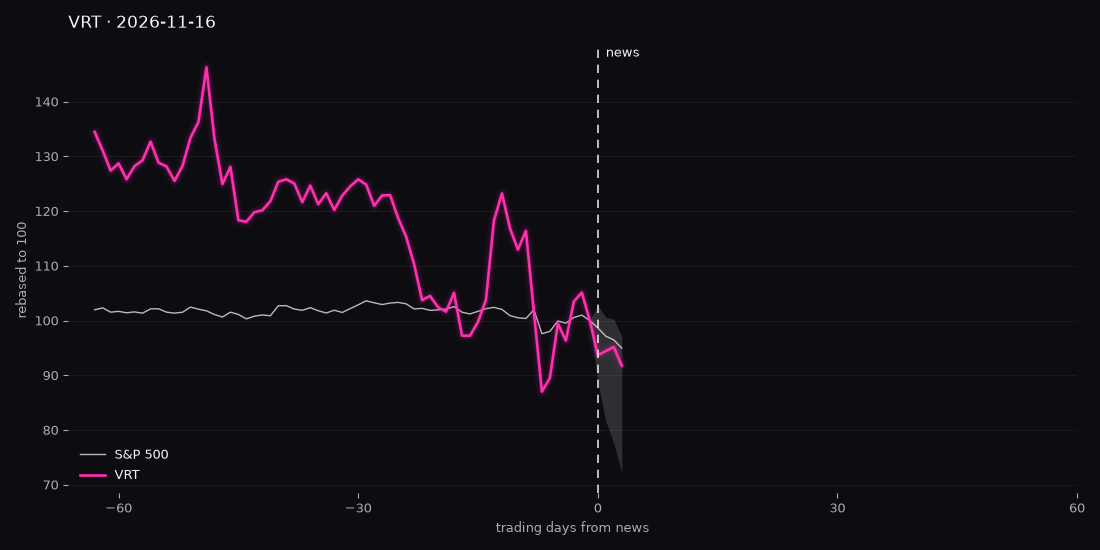 VRT · 2026-11-16
news
140
130
120
110
100
90
80
70
rebased to 100
S&P 500
VRT
−60
−30
0
30
60
trading days from news